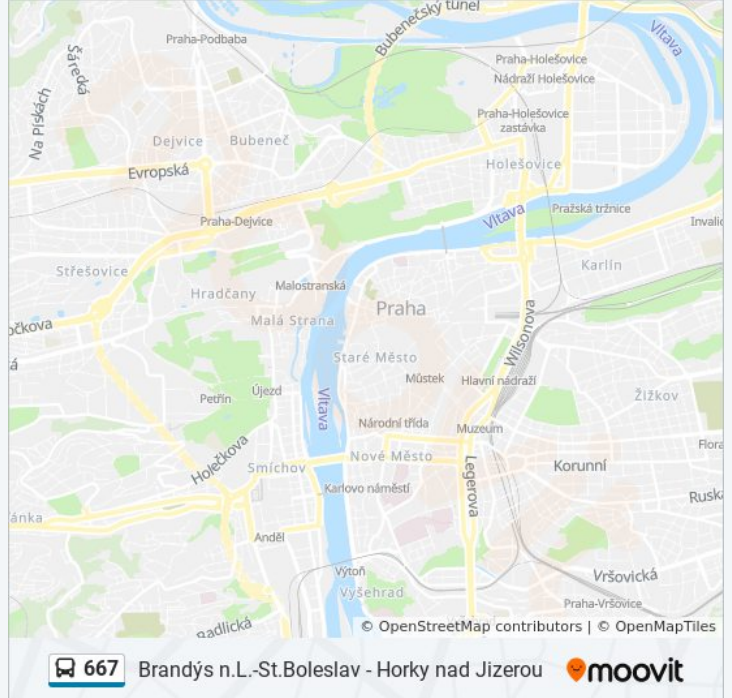 Bubenečský tunel
Praha-Podbaba
Vltava
Šárecká
Praha-Holešovice
Nádraží Holešovice
Na Pískách
Praha-Holešovice
zastávka
Dejvice
Bubeneč
Holešovice
Evropská
Vltava
Pražská tržnice
Praha-Dejvice
Invalid
Střešovice
Karlín
Malostranská
Hradčany
Praha
Malá Strana
očkova
Wilsonova
Staré Město
á
Můstek
Hlavní nádraží
Újezd
Petřín
Žižkov
Vltava
Národní třída
Muzeum
Flora
Holečkova
Nové Město
Smíchov
Korunní
Legerova
Karlovo náměstí
Ruska
ánka
Anděl
Výtoň
Vršovická
Vyšehrad
Praha-Vršovice
Radlická
© OpenStreetMap contributors | © OpenMapTiles
667 Brandýs n.L.-St.Boleslav - Horky nad Jizerou moovit